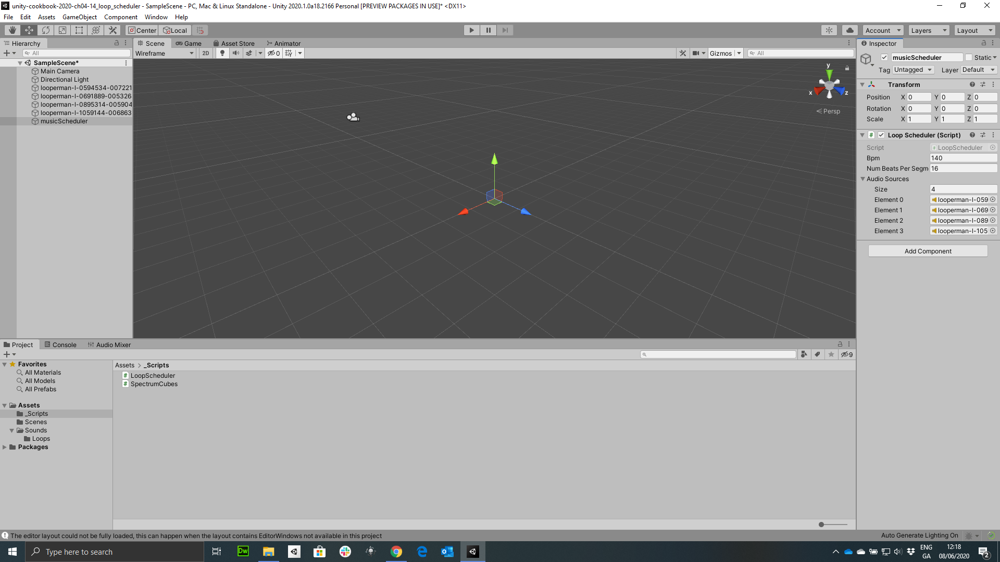 unity-cookbook-2020-ch04-14_loop_scheduler - SampleScene - PC, Mac & Linux Standalone - Unity 2020.1.0a18.2166 Personal [PREVIEW PACKAGES IN USE]* <DX11>
File Edit Assets GameObject Component Window Help
Center Local Account Layers Layout
Hierarchy
All
SampleScene*
Main Camera
Directional Light
looperman-l-0594534-007221
looperman-l-0691889-005326
looperman-l-0895314-005904
looperman-l-1059144-006863
musicScheduler
Scene Game Asset Store Animator
Wireframe 2D 0 Gizmos All
y
x z
Persp
Inspector
musicScheduler Static
Tag Untagged Layer Default
Transform
Position X 0 Y 0 Z 0
Rotation X 0 Y 0 Z 0
Scale X 1 Y 1 Z 1
# Loop Scheduler (Script)
Script # LoopScheduler
Bpm 140
Num Beats Per Segm 16
Audio Sources
Size 4
Element 0 looperman-l-059
Element 1 looperman-l-069
Element 2 looperman-l-089
Element 3 looperman-l-105
Add Component
Project Console Audio Mixer
9
Favorites
All Materials
All Models
All Prefabs
Assets
_Scripts
Scenes
Sounds
Loops
Packages
Assets > _Scripts
# LoopScheduler
# SpectrumCubes
The editor layout could not be fully loaded, this can happen when the layout contains EditorWindows not available in this project
Auto Generate Lighting On
Type here to search
Dw
ENG
GA
12:18
08/06/2020
2